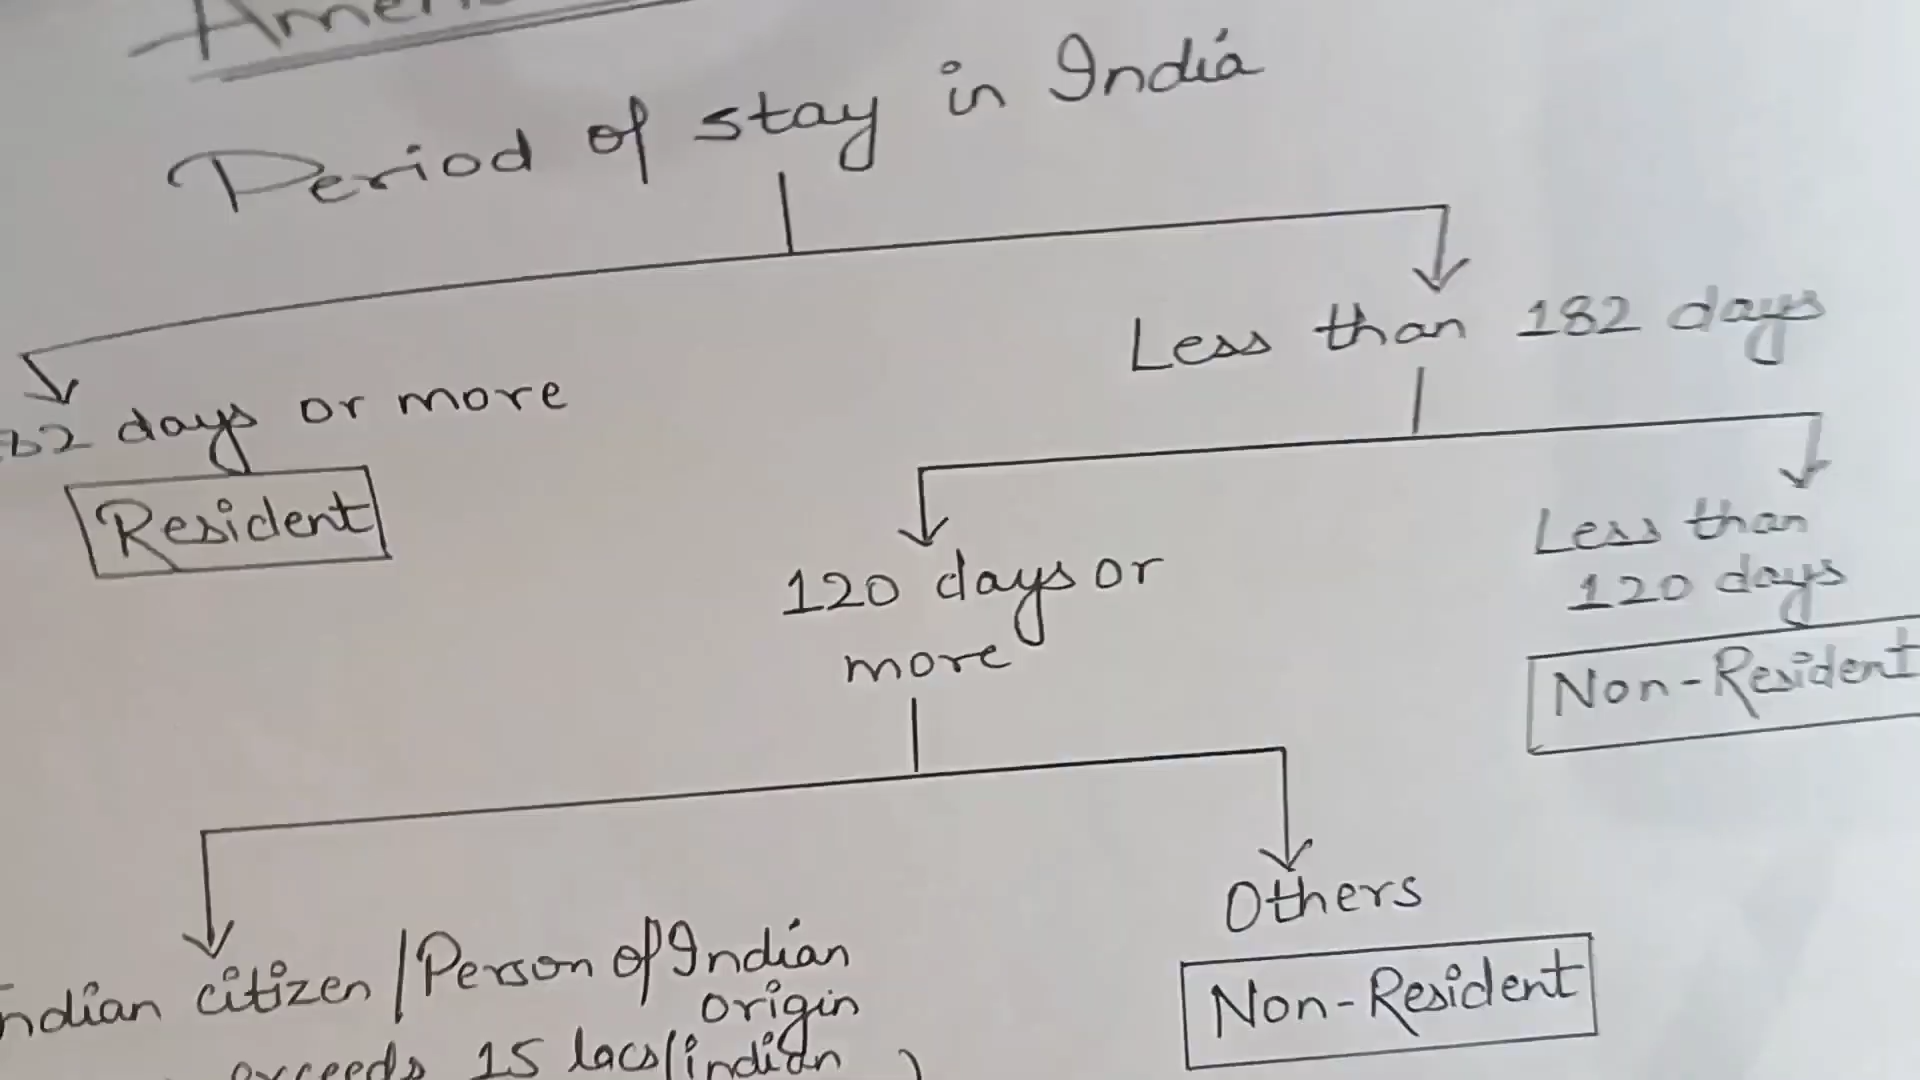 Period of stay in India
Less than 182 days
days or more
Resident
120 days or
more
Less than
120 days
Non-Resident
Others
Non-Resident
citizen / Person of Indian
origin
exceeds 15 lacs (indian